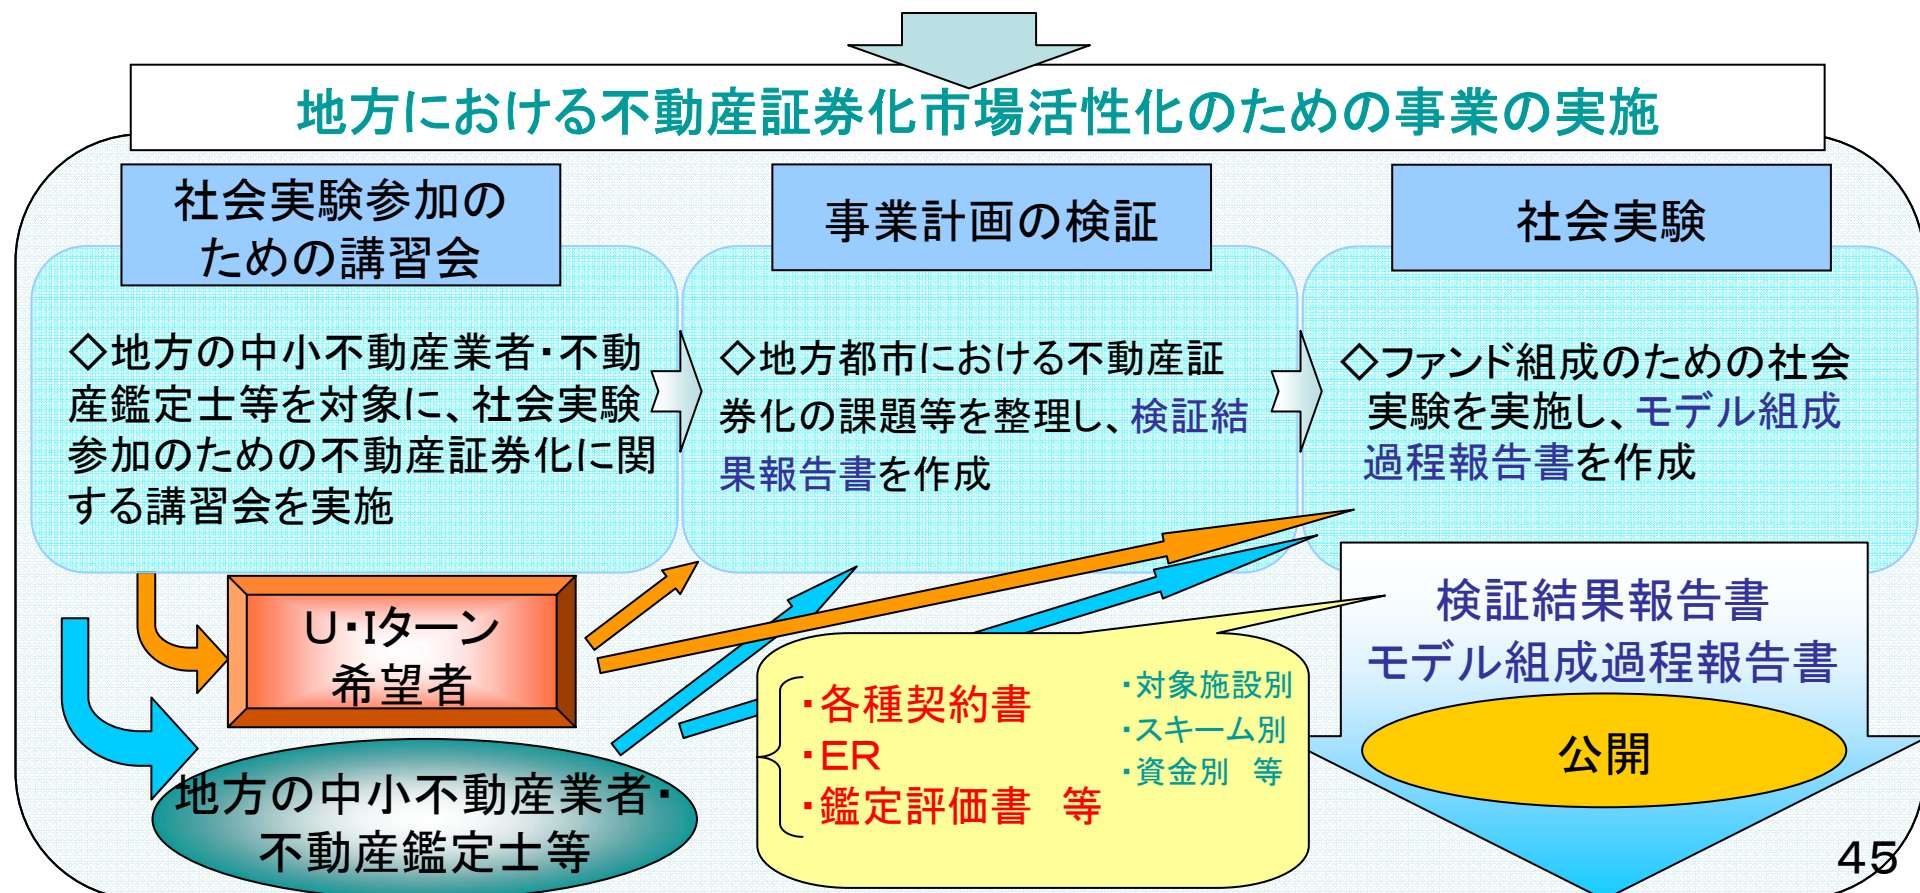 地方における不動産証券化市場活性化のための事業の実施
社会実験参加の
ための講習会
◇地方の中小不動産業者・不動
産鑑定士等を対象に、社会実験
参加のための不動産証券化に関
する講習会を実施
事業計画の検証
◇地方都市における不動産証
券化の課題等を整理し、検証結
果報告書を作成
社会実験
◇ファンド組成のための社会
実験を実施し、モデル組成
過程報告書を作成
U・Iターン
希望者
地方の中小不動産業者・
不動産鑑定士等
・各種契約書
・ER
・鑑定評価書 等
・対象施設別
・スキーム別
・資金別 等
検証結果報告書
モデル組成過程報告書
公開
45